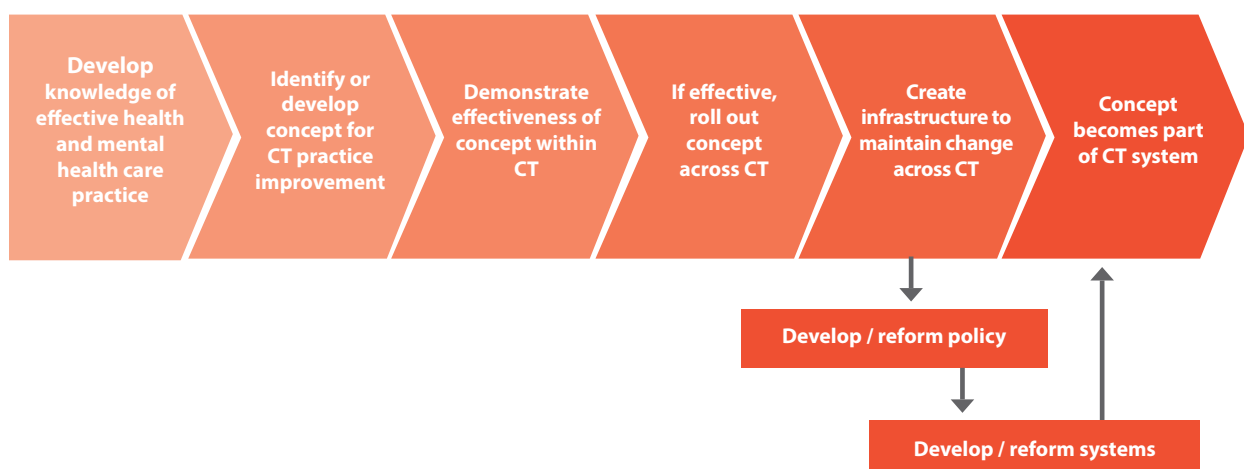 Develop
knowledge of
effective health
and mental
health care
practice
Identify or
develop
concept for
CT practice
improvement
Demonstrate
effectiveness of
concept within
CT
If effective,
roll out
concept
across CT
Create
infrastructure to
maintain change
across CT
Concept
becomes part
of CT system
Develop / reform policy
Develop / reform systems